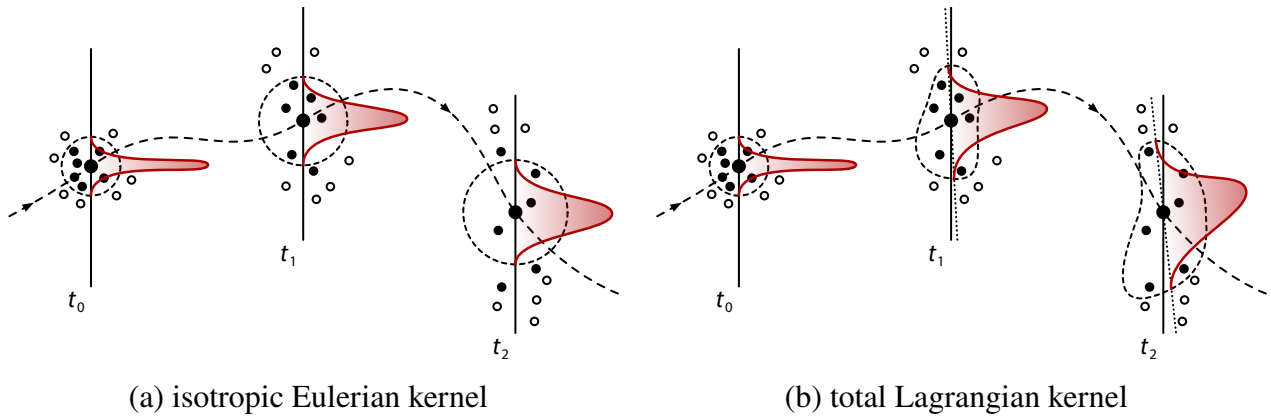 t0
t1
t2
t0
t1
t2
(a) isotropic Eulerian kernel
(b) total Lagrangian kernel